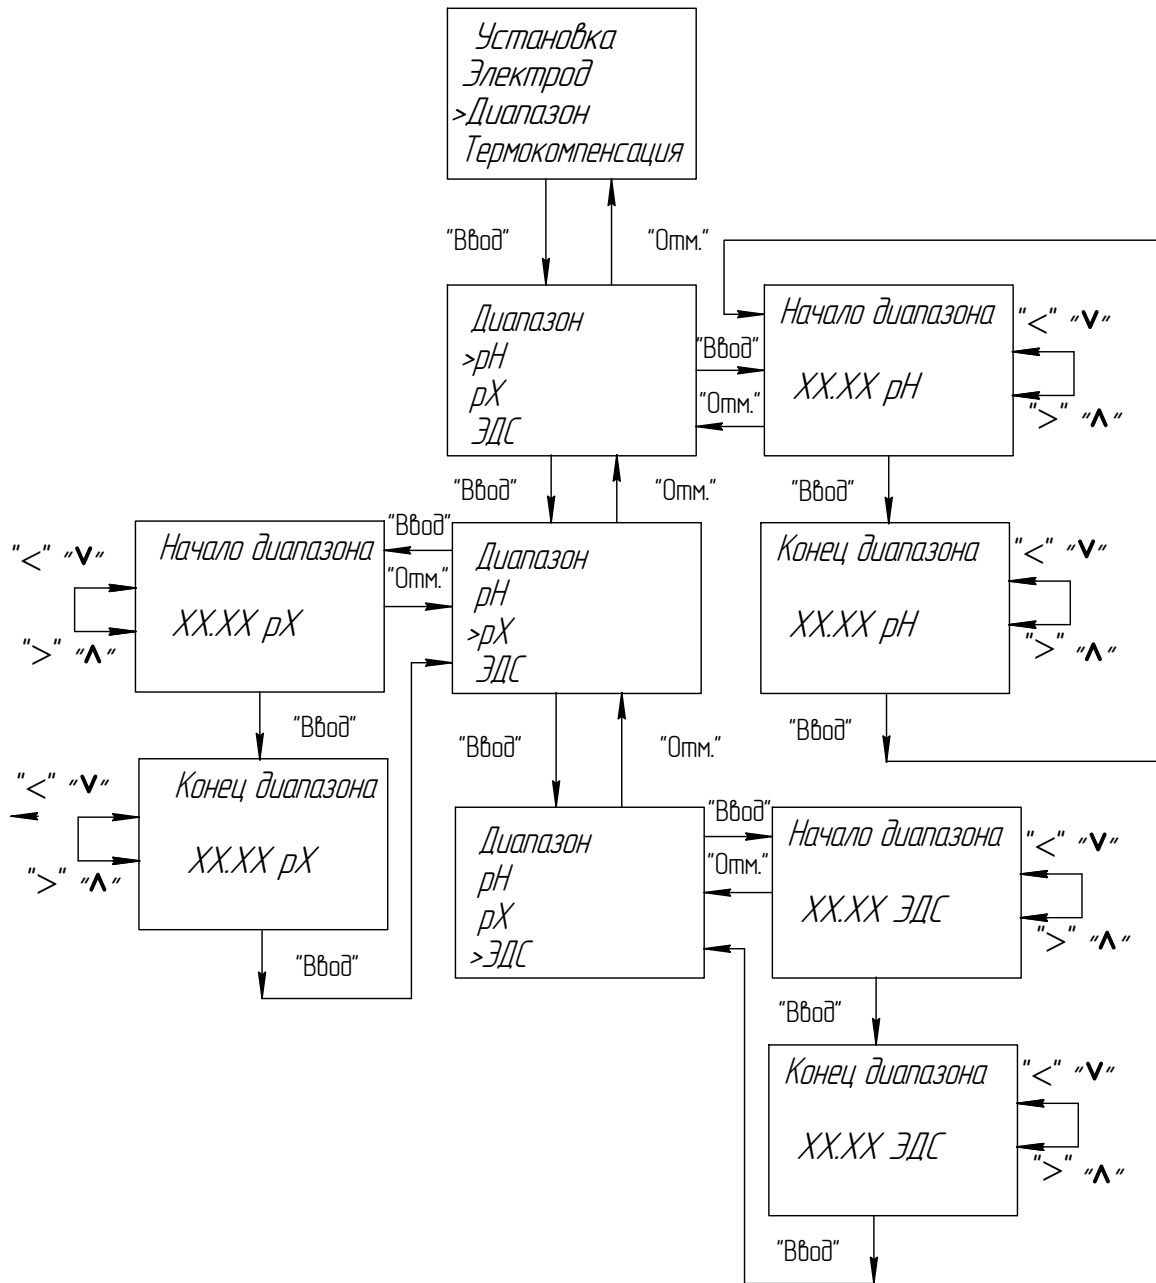 Установка
Электрод
>Диапазон
Термокомпенсация
"Ввод"
"Отм."
Диапазон
>pH
pX
ЭДС
"Ввод"
"Отм."
Начало диапазона
XX.XX pH
"<" "V"
">" "Λ"
"Ввод"
"Отм."
"Ввод"
Начало диапазона
XX.XX pX
"<" "V"
">" "Λ"
"Ввод"
"Отм."
Диапазон
pH
>pX
ЭДС
Конец диапазона
XX.XX pH
"<" "V"
">" "Λ"
"Ввод"
"Ввод"
"Отм."
"Ввод"
Конец диапазона
XX.XX pX
"<" "V"
">" "Λ"
"Ввод"
Диапазон
pH
pX
>ЭДС
"Ввод"
"Отм."
Начало диапазона
XX.XX ЭДС
"<" "V"
">" "Λ"
"Ввод"
Конец диапазона
XX.XX ЭДС
"<" "V"
">" "Λ"
"Ввод"